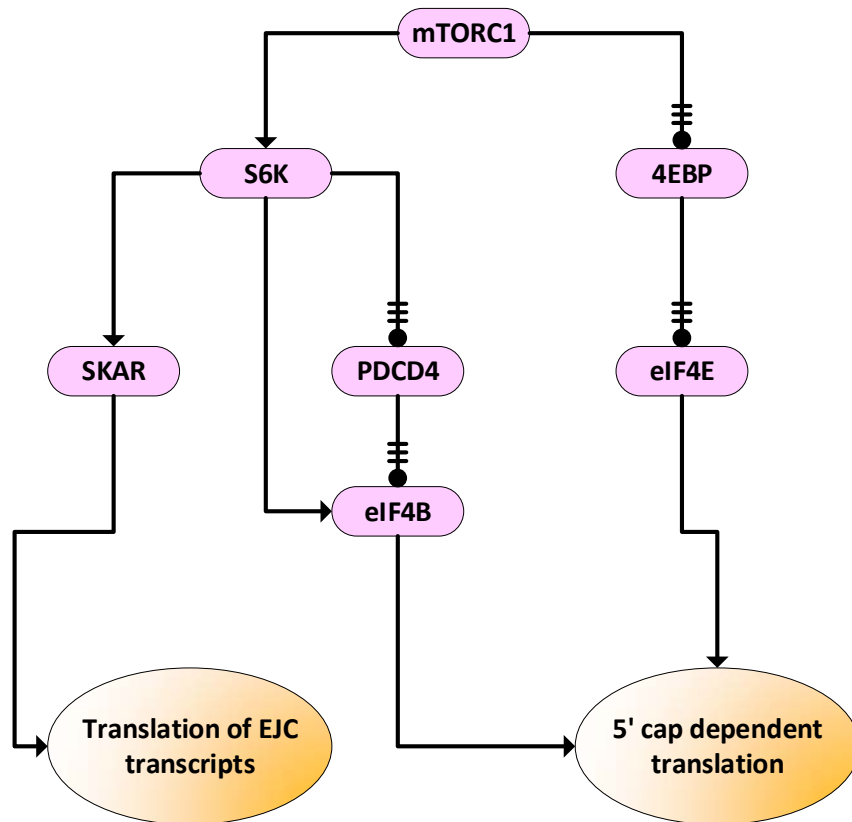 mTORC1
S6K
4EBP
SKAR
PDCD4
eIF4E
eIF4B
Translation of EJC
transcripts
5' cap dependent
translation